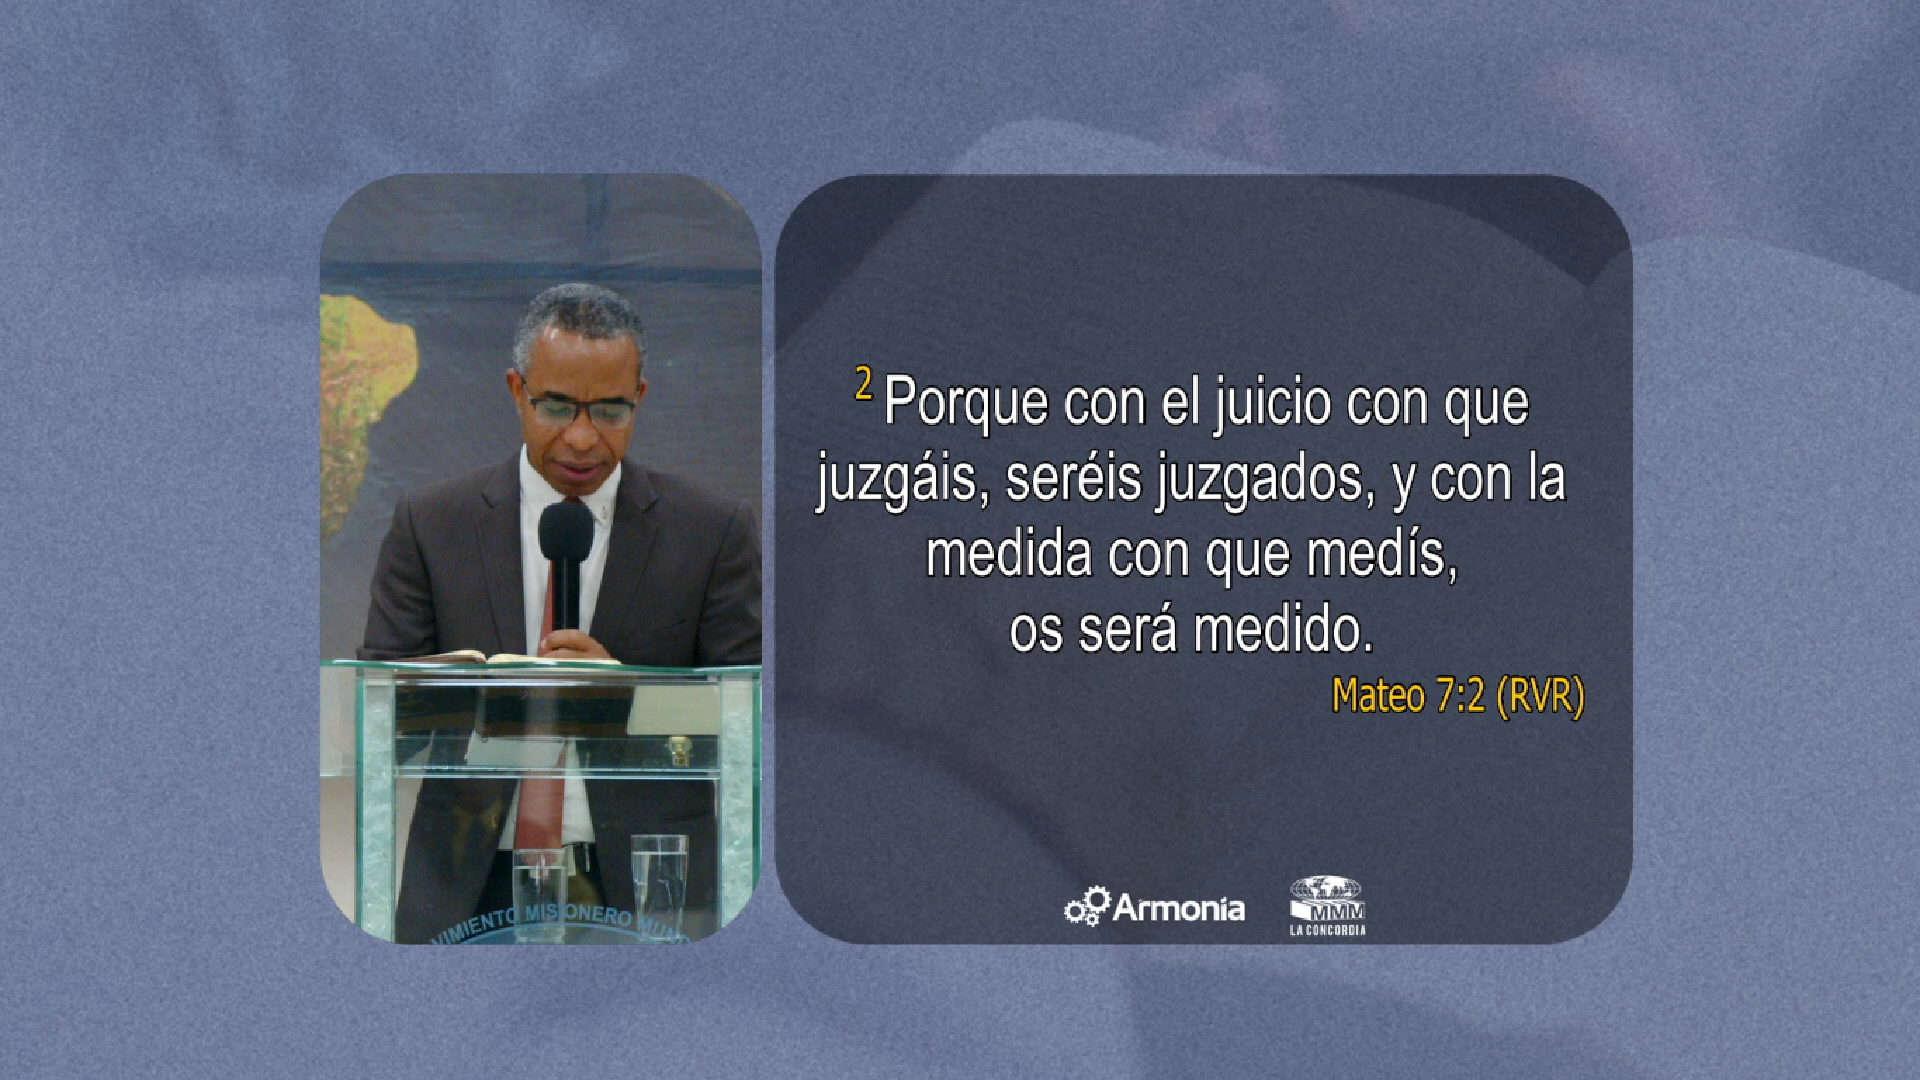 2 Porque con el juicio con que
juzgáis, seréis juzgados, y con la
medida con que medís,
os será medido.
Mateo 7:2 (RVR)
Armonía
MMM
LA CONCORDIA
VIMIENTO MISIONERO MUN